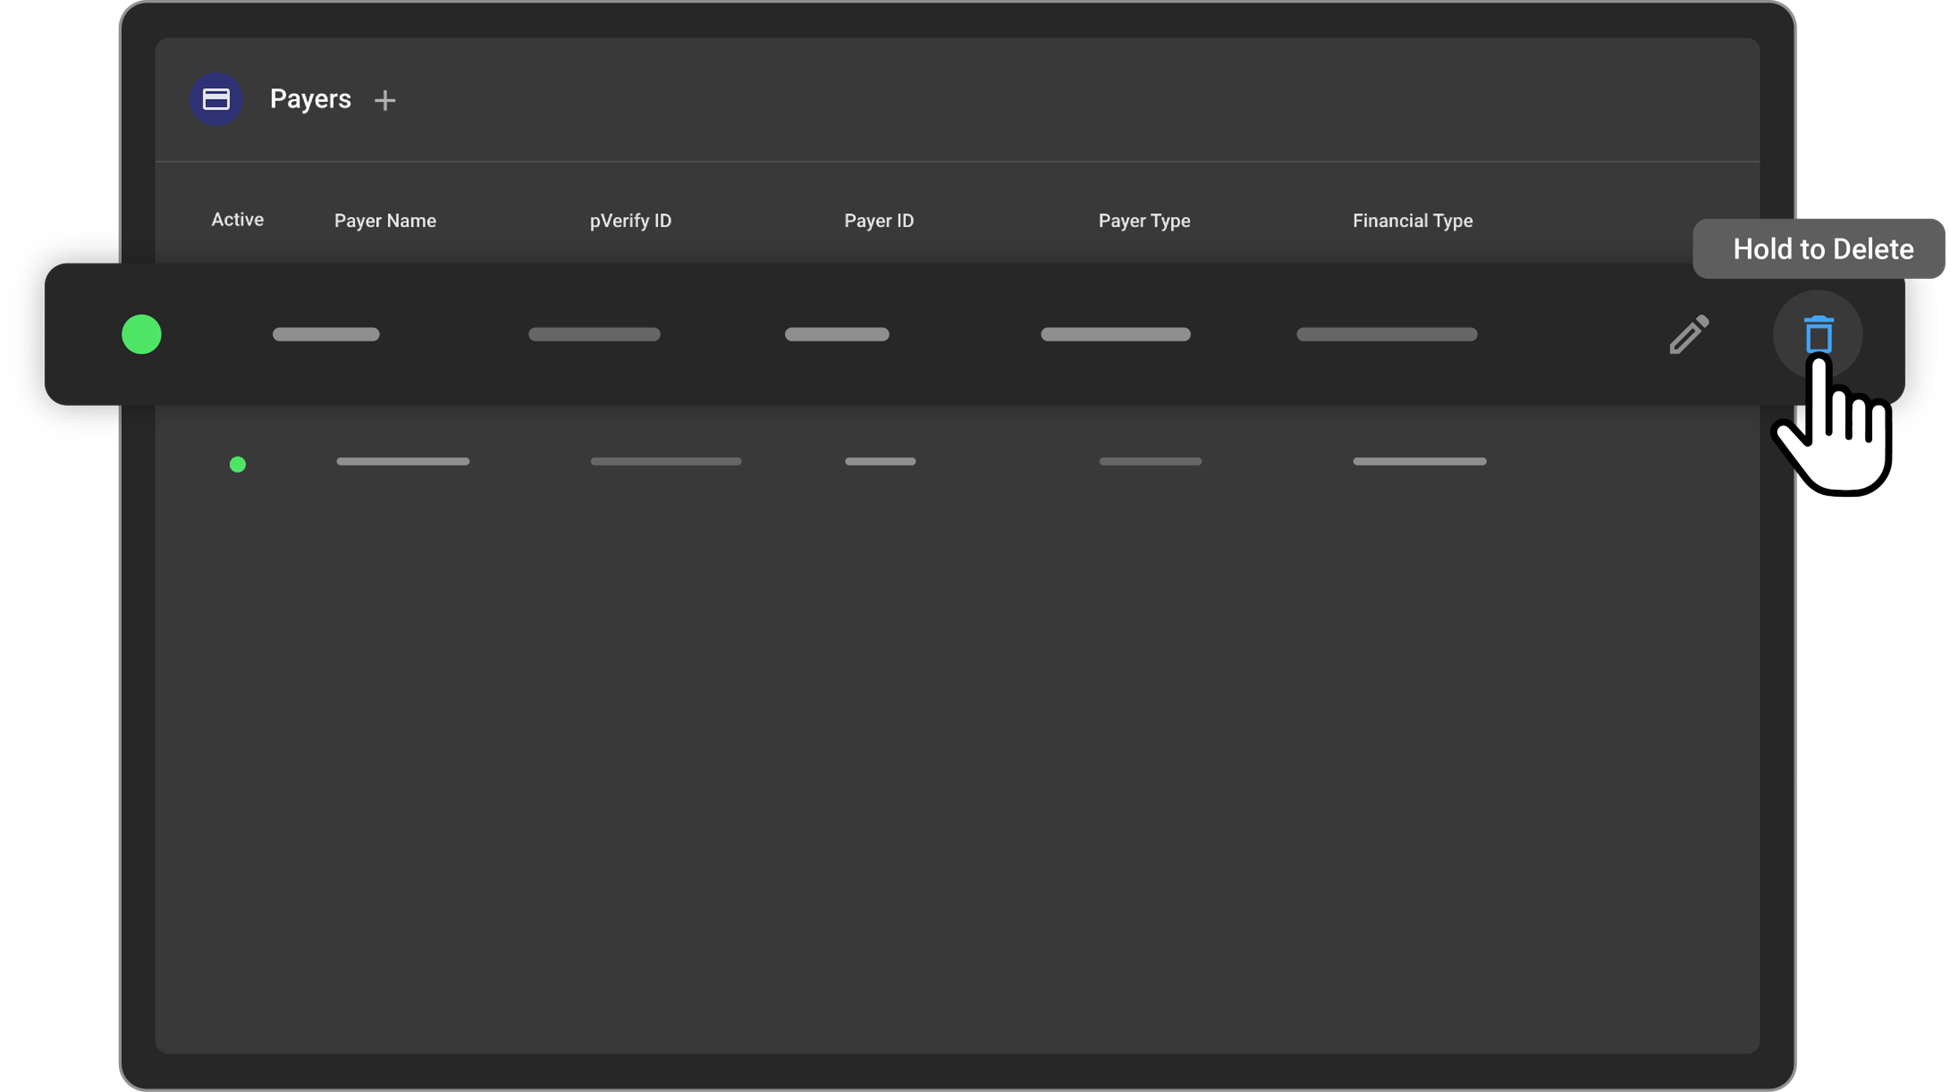 Payers
Active Payer Name pVerify ID Payer ID Payer Type Financial Type
Hold to Delete